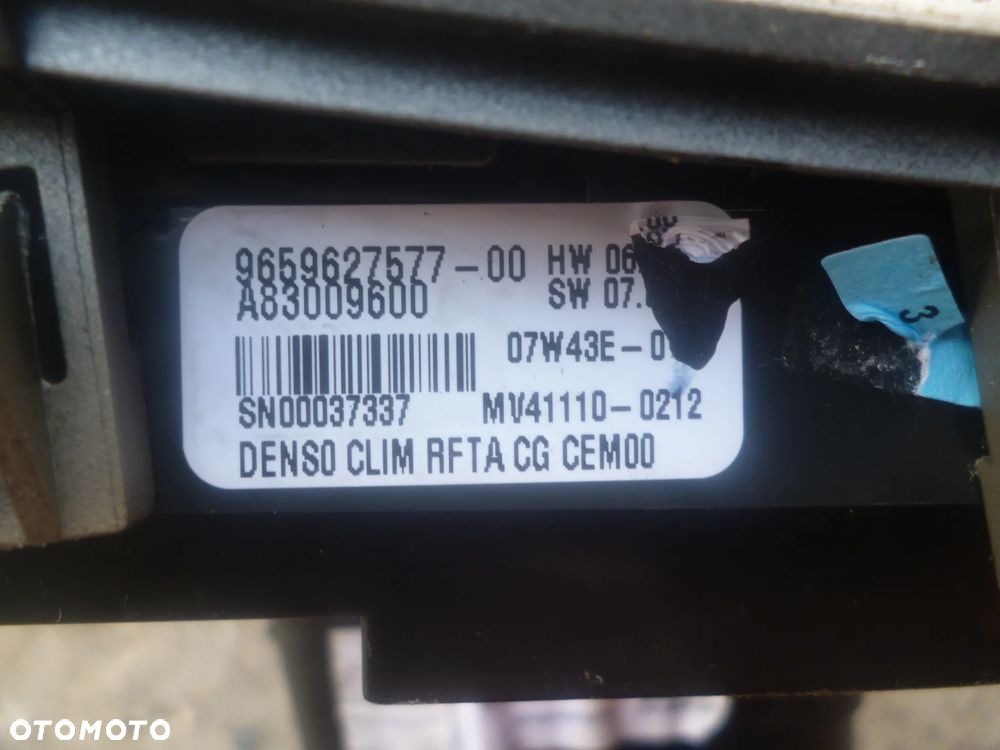 9659627577-00 HW 06
A83009600 SW 07.
07W43E-0
SN00037337 MV41110-0212
DENSO CLIM RFTA CG CEM00
3
OTOMOTO